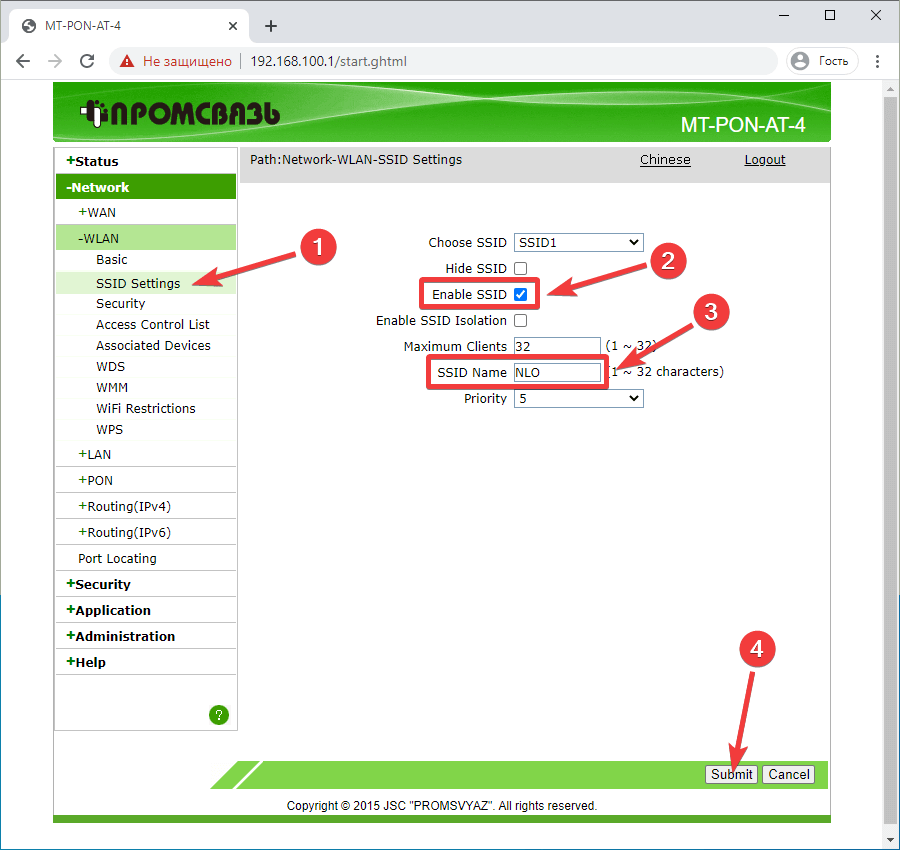 MT-PON-AT-4
Не защищено 192.168.100.1/start.ghtml Гость
ПРОМСВЯЗЬ
MT-PON-AT-4
+Status
-Network
+WAN
-WLAN
Basic
SSID Settings
Security
Access Control List
Associated Devices
WDS
WMM
WiFi Restrictions
WPS
+LAN
+PON
+Routing(IPv4)
+Routing(IPv6)
Port Locating
+Security
+Application
+Administration
+Help
?
Path:Network-WLAN-SSID Settings Chinese Logout
Choose SSID SSID1
Hide SSID
Enable SSID
Enable SSID Isolation
Maximum Clients 32 (1 ~ 32)
SSID Name NLO (1 ~ 32 characters)
Priority 5
1
2
3
4
Submit Cancel
Copyright © 2015 JSC "PROMSVYAZ". All rights reserved.